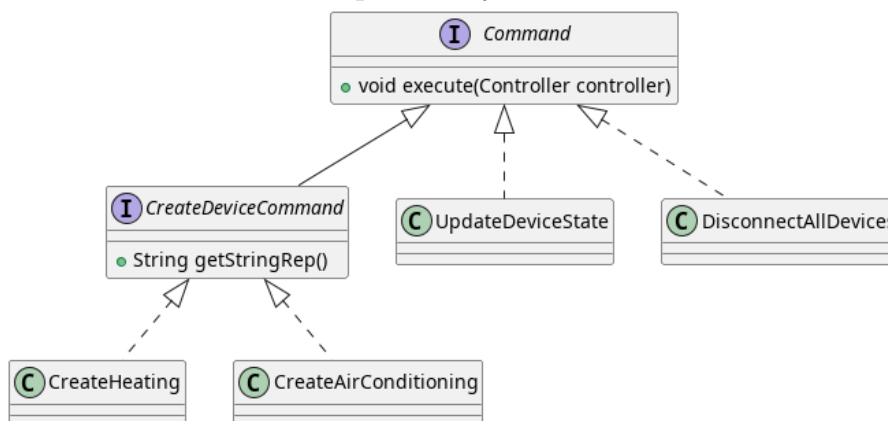 I Command
+ void execute(Controller controller)
I CreateDeviceCommand
+ String getStringRep()
C UpdateDeviceState
C DisconnectAllDevices
C CreateHeating
C CreateAirConditioning